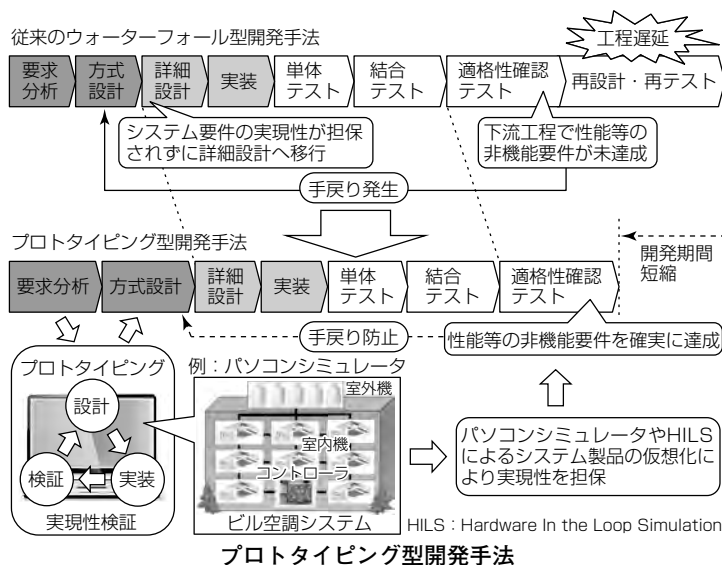 従来のウォーターフォール型開発手法
工程遅延
要求
分析
方式
設計
詳細
設計
実装
単体
テスト
結合
テスト
適格性確認
テスト
再設計・再テスト
システム要件の実現性が担保
されずに詳細設計へ移行
下流工程で性能等の
非機能要件が未達成
手戻り発生
プロトタイピング型開発手法
開発期間
短縮
要求分析
方式設計
詳細
設計
実装
単体
テスト
結合
テスト
適格性確認
テスト
手戻り防止
性能等の非機能要件を確実に達成
プロトタイピング
設計
検証
実装
実現性検証
例：パソコンシミュレータ
室外機
室内機
コントローラ
ビル空調システム
パソコンシミュレータやHILS
によるシステム製品の仮想化に
より実現性を担保
HILS：Hardware In the Loop Simulation
プロトタイピング型開発手法